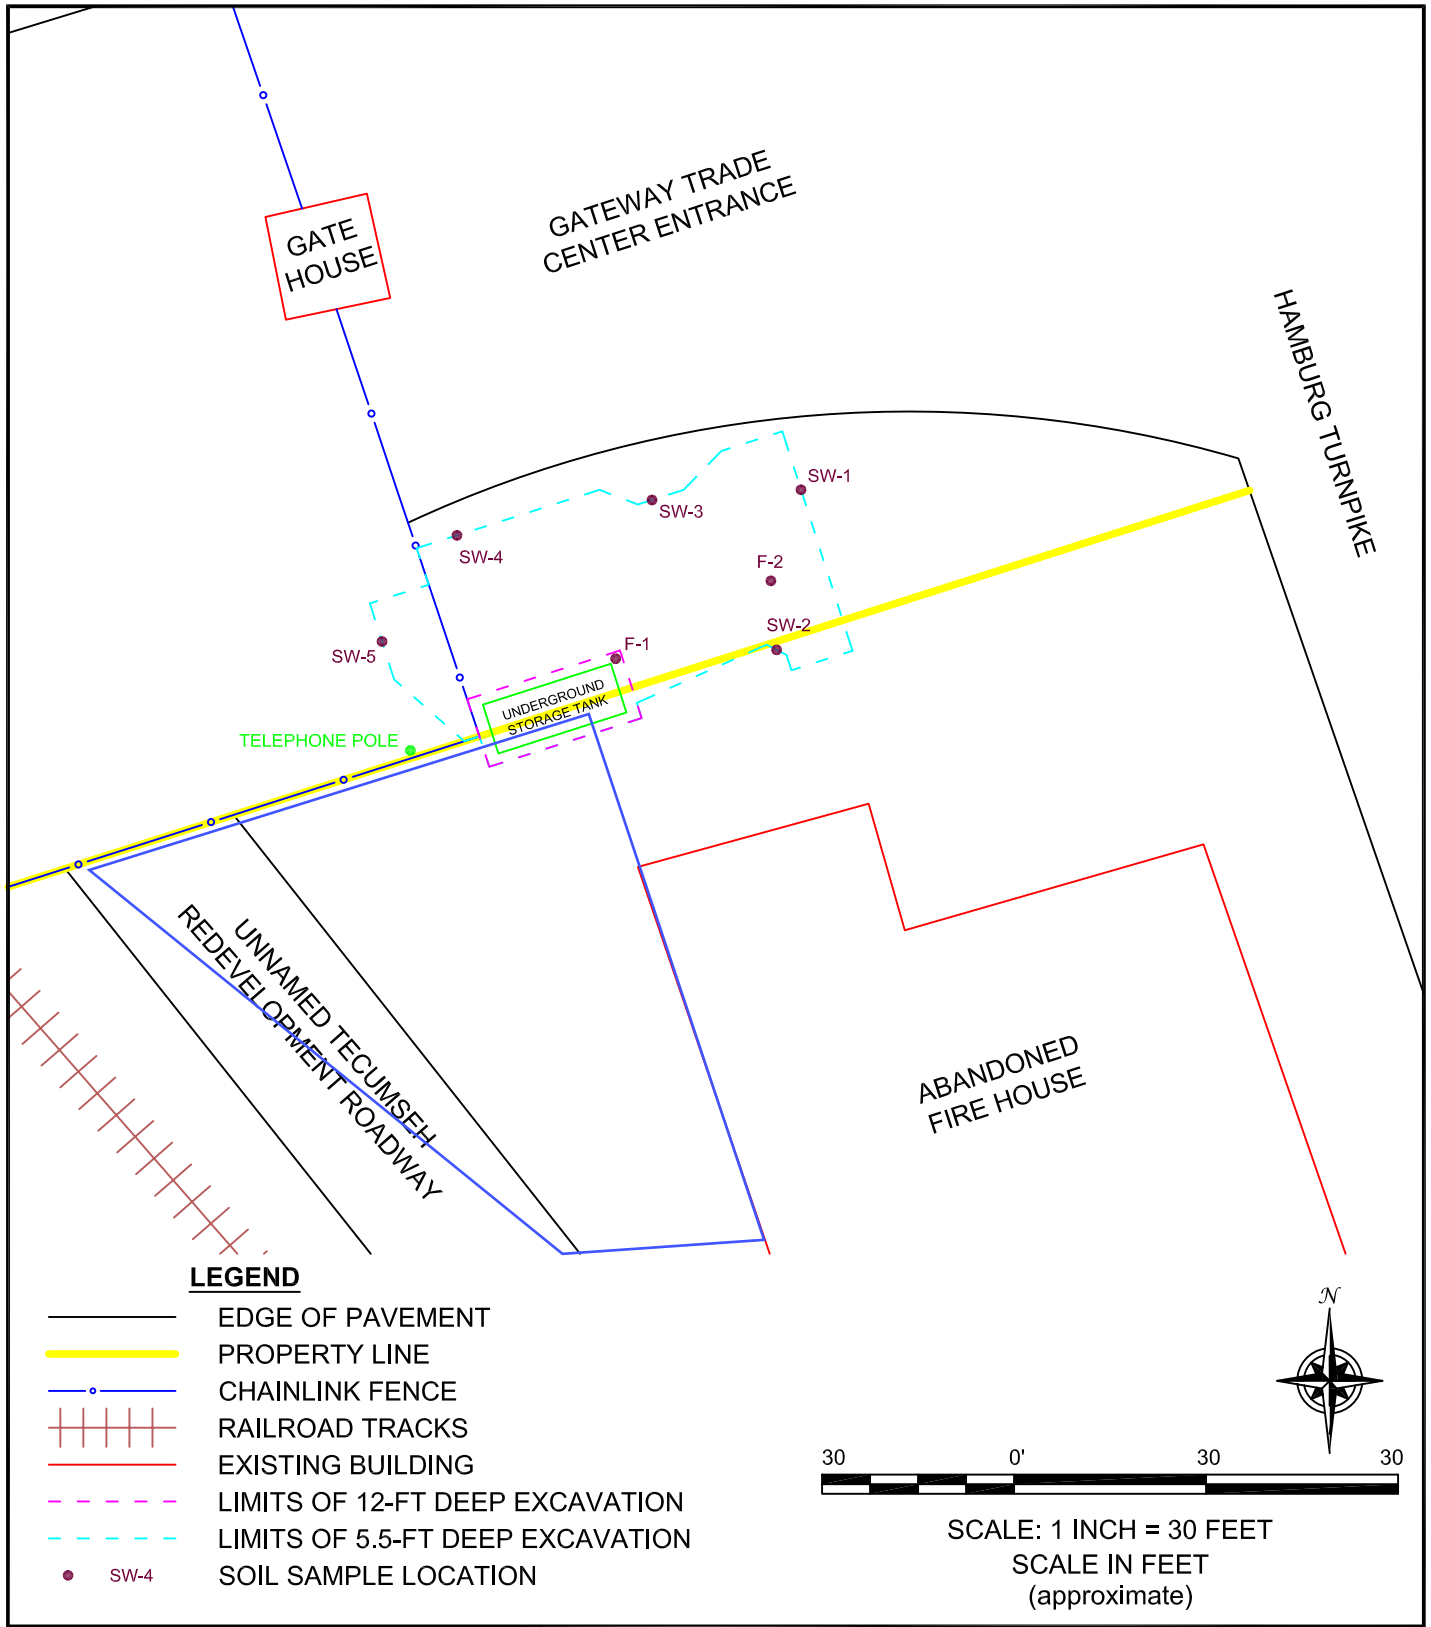 GATEWAY TRADE
CENTER ENTRANCE
GATE
HOUSE
HAMBURG TURNPIKE
SW-1
SW-3
SW-4
F-2
SW-2
F-1
SW-5
UNDERGROUND
STORAGE TANK
TELEPHONE POLE
UNNAMED TECUMSEH
REDEVELOPMENT ROADWAY
ABANDONED
FIRE HOUSE
LEGEND
EDGE OF PAVEMENT
PROPERTY LINE
CHAINLINK FENCE
RAILROAD TRACKS
EXISTING BUILDING
LIMITS OF 12-FT DEEP EXCAVATION
LIMITS OF 5.5-FT DEEP EXCAVATION
SW-4 SOIL SAMPLE LOCATION
N
30 0' 30 30
SCALE: 1 INCH = 30 FEET
SCALE IN FEET
(approximate)